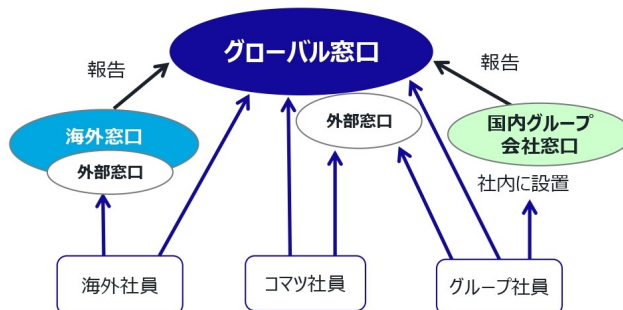 グローバル窓口
報告
報告
海外窓口
外部窓口
外部窓口
国内グループ
会社窓口
社内に設置
海外社員
コマツ社員
グループ社員